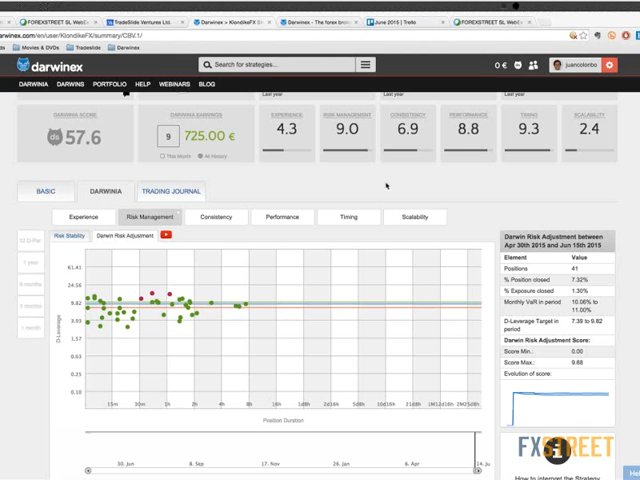 FOREXSTREET SL WebEx
TradeSlide Ventures Ltd.
Darwinex > KlondikeFX
Darwinex - The forex
June 2015 | Trello
FOREXSTREET SL WebEx
darwinex.com/en/user/KlondikeFX/summary/CBV.1/
Movies & DVDs
Tradeslide
Darwinex
darwinex
Search for strategies...
0 €
juancolonbo
DARWINIA
DARWINS
PORTFOLIO
HELP
WEBINARS
BLOG
Last year
Last year
Last year
DARWINEX SCORE
57.6
DARWINEX EARNINGS
9
725.00 €
This Month
All History
EXPERIENCE
4.3
RISK MANAGEMENT
9.0
CONSISTENCY
6.9
PERFORMANCE
8.8
TIMING
9.3
SCALABILITY
2.4
BASIC
DARWINIA
TRADING JOURNAL
Experience
Risk Management
Consistency
Performance
Timing
Scalability
Risk Stability
Darwin Risk Adjustment
1 year
6 months
3 months
1 month
D-Leverage
61.41
24.56
9.82
3.93
1.57
0.63
0.25
0.10
15m
30m
1h
2h
4h
8h
16h
1d8h
2d16h
5d8h
10d16h
21d8h
1M12d16h
2M25d8h
Position Duration
30. Jun
8. Sep
17. Nov
26. Jan
6. Apr
14. Ju
Darwin Risk Adjustment between
Apr 30th 2015 and Jun 15th 2015
Element
Value
Positions
41
% Position closed
7.32%
% Exposure closed
1.30%
Monthly VaR in period
10.06% to
11.00%
D-Leverage Target in
period
7.39 to 9.82
Darwin Risk Adjustment Score:
Score Min.:
0.00
Score Max.:
9.68
Evolution of score:
FXSTREET
How to interpret the Strategy
Hel